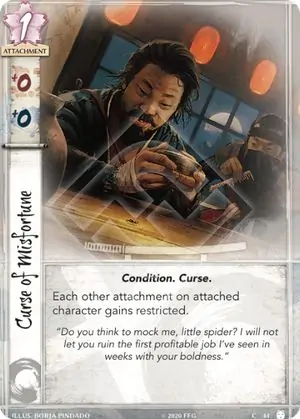 1
ATTACHMENT
+0
+0
Curse of Misfortune
Condition. Curse.
Each other attachment on attached
character gains restricted.
“Do you think to mock me, little spider? I will not
let you ruin the first profitable job I’ve seen in
weeks with your boldness.”
ILLUS. BORJA PINDADO
© 2020 FFG
C